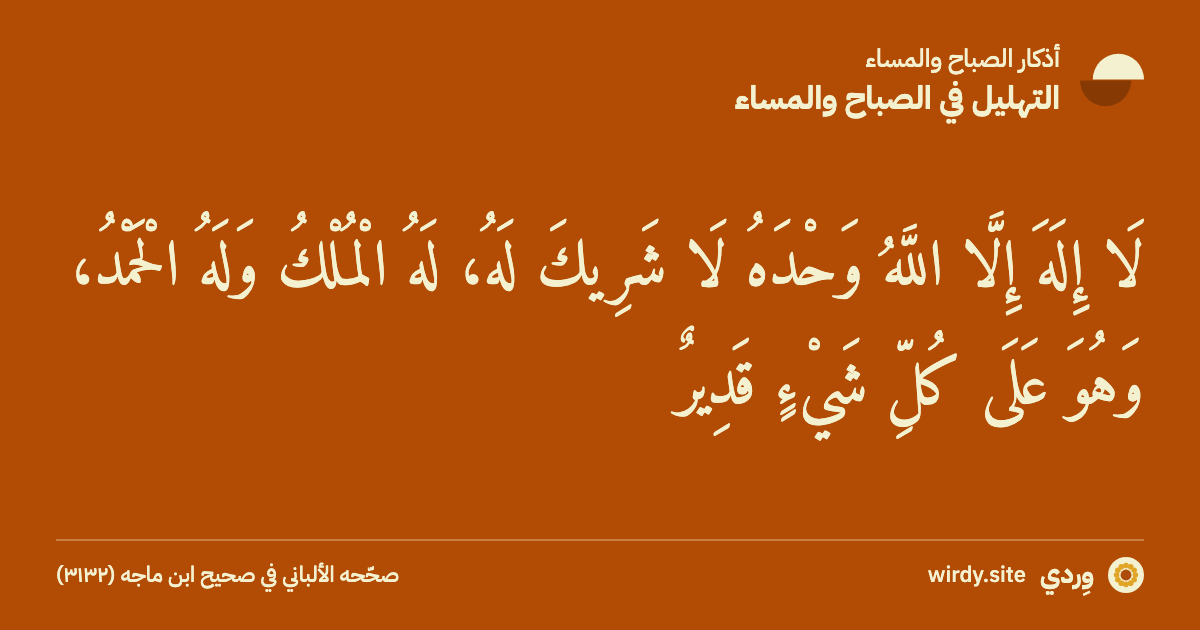 أذكار الصباح والمساء
التهليل في الصباح والمساء
لَا إِلَهَ إِلَّا اللَّهُ وَحْدَهُ لَا شَرِيكَ لَهُ، لَهُ الْمُلْكُ وَلَهُ الْحَمْدُ،
وَهُوَ عَلَى كُلِّ شَيْءٍ قَدِيرٌ
وِردي wirdy.site
صحّحه الألباني في صحيح ابن ماجه (٣١٣٢)